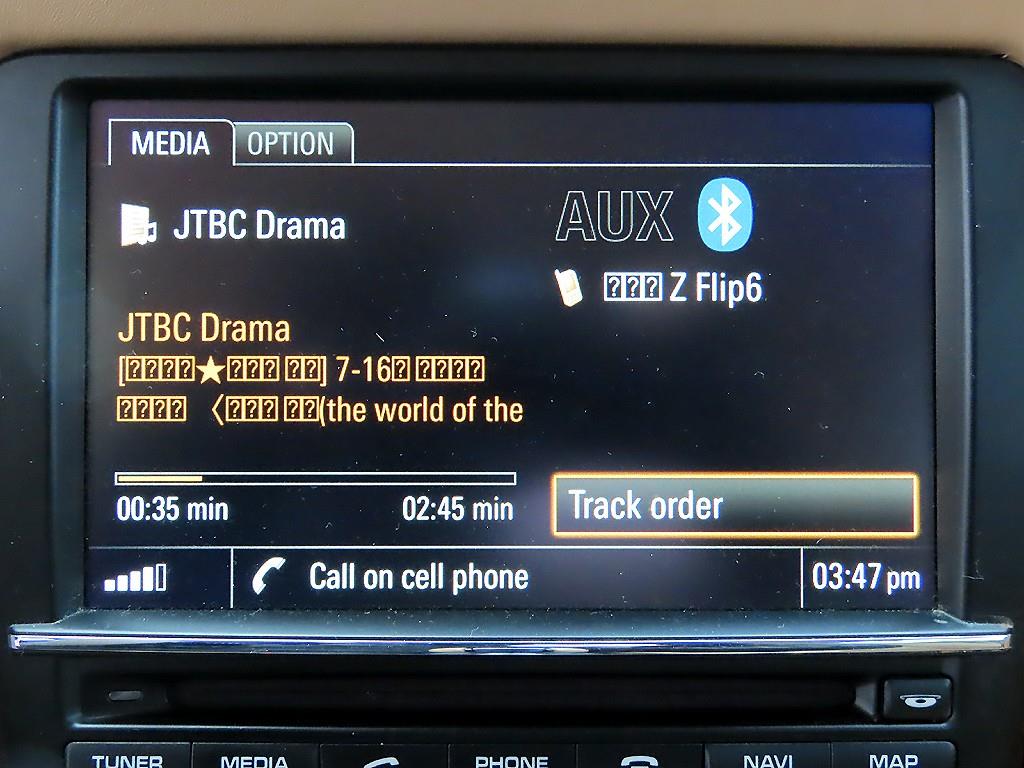 MEDIA OPTION
JTBC Drama
AUX
⍰⍰⍰ Z Flip6
JTBC Drama
[⍰⍰⍰⍰★⍰⍰⍰ ⍰⍰] 7-16⍰ ⍰⍰⍰⍰
⍰⍰⍰⍰ 〈⍰⍰⍰ ⍰⍰(the world of the
00:35 min 02:45 min
Track order
Call on cell phone
03:47 pm
TUNER MEDIA PHONE NAVI MAP